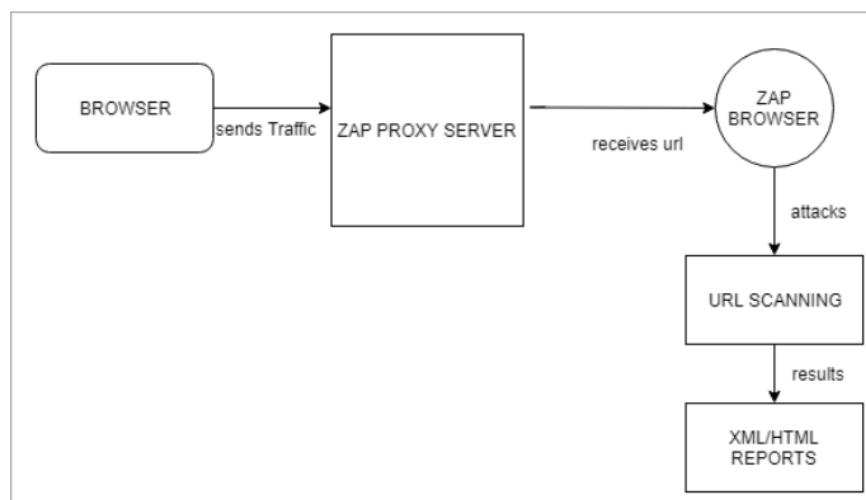 BROWSER
sends Traffic
ZAP PROXY SERVER
receives url
ZAP
BROWSER
attacks
URL SCANNING
results
XML/HTML
REPORTS